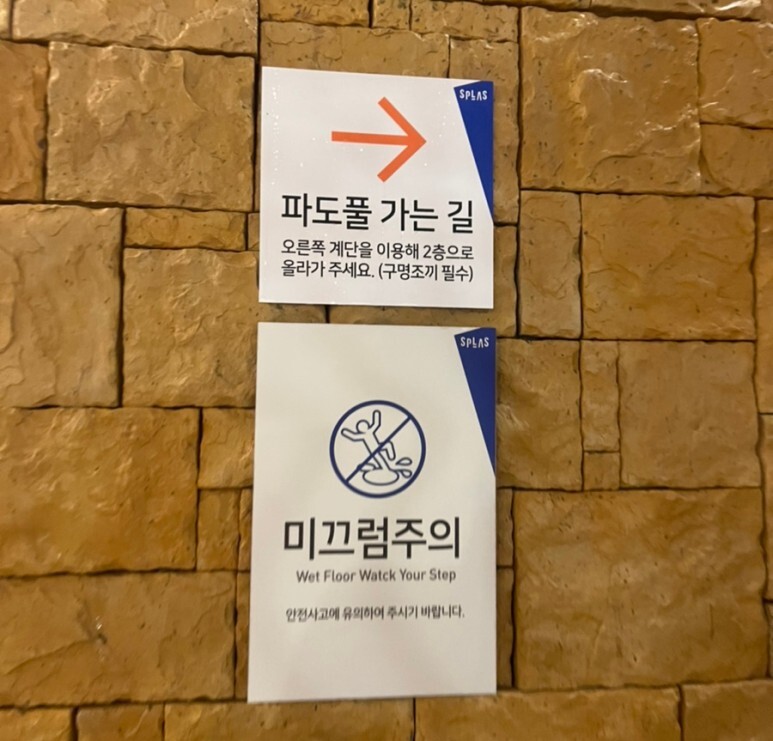 SPLAS
파도풀 가는 길
오른쪽 계단을 이용해 2층으로
올라가 주세요. (구명조끼 필수)
SPLAS
미끄럼주의
Wet Floor Watck Your Step
안전사고에 유의하여 주시기 바랍니다.